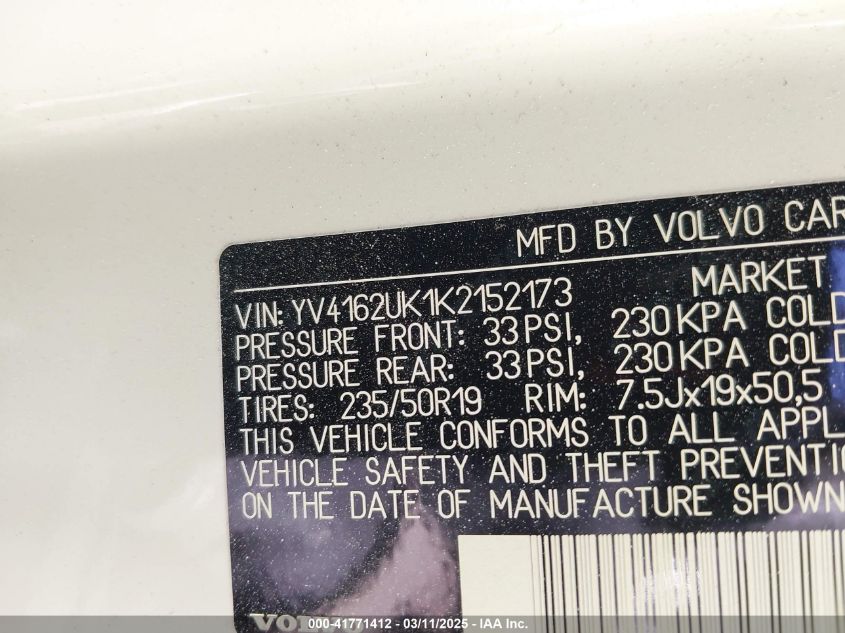 MFD BY VOLVO CAR
MARKET
VIN: YV4162UK1K2152173
PRESSURE FRONT: 33 PSI, 230 KPA COLD
PRESSURE REAR: 33 PSI, 230 KPA COLD
TIRES: 235/50R19 RIM: 7.5Jx19x50,5
THIS VEHICLE CONFORMS TO ALL APPL
VEHICLE SAFETY AND THEFT PREVENTI
ON THE DATE OF MANUFACTURE SHOWN
VOLVO
000-41771412 - 03/11/2025 - IAA Inc.